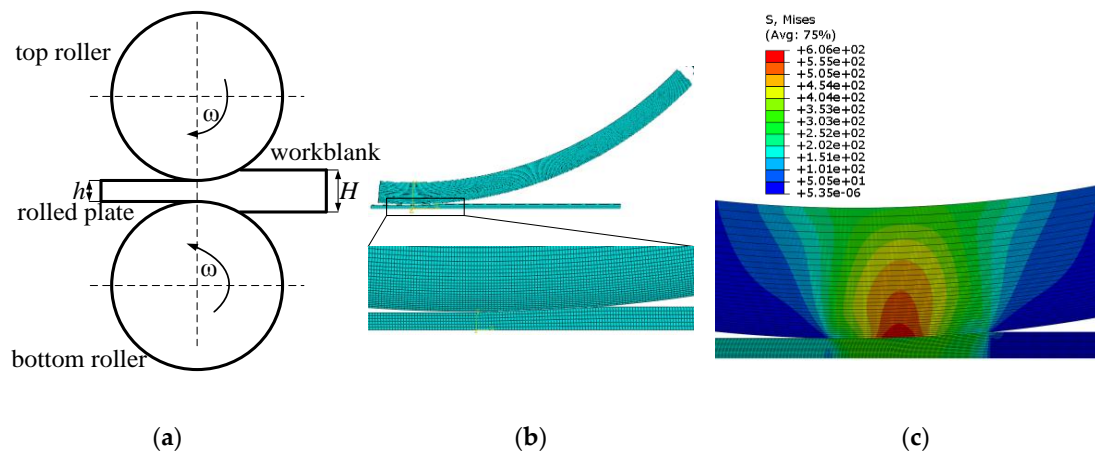 top roller
ω
workblank
h
H
rolled plate
ω
bottom roller
S, Mises
(Avg: 75%)
+6.06e+02
+5.55e+02
+5.05e+02
+4.54e+02
+4.04e+02
+3.53e+02
+3.03e+02
+2.52e+02
+2.02e+02
+1.51e+02
+1.01e+02
+5.05e+01
+5.35e-06
(a)
(b)
(c)